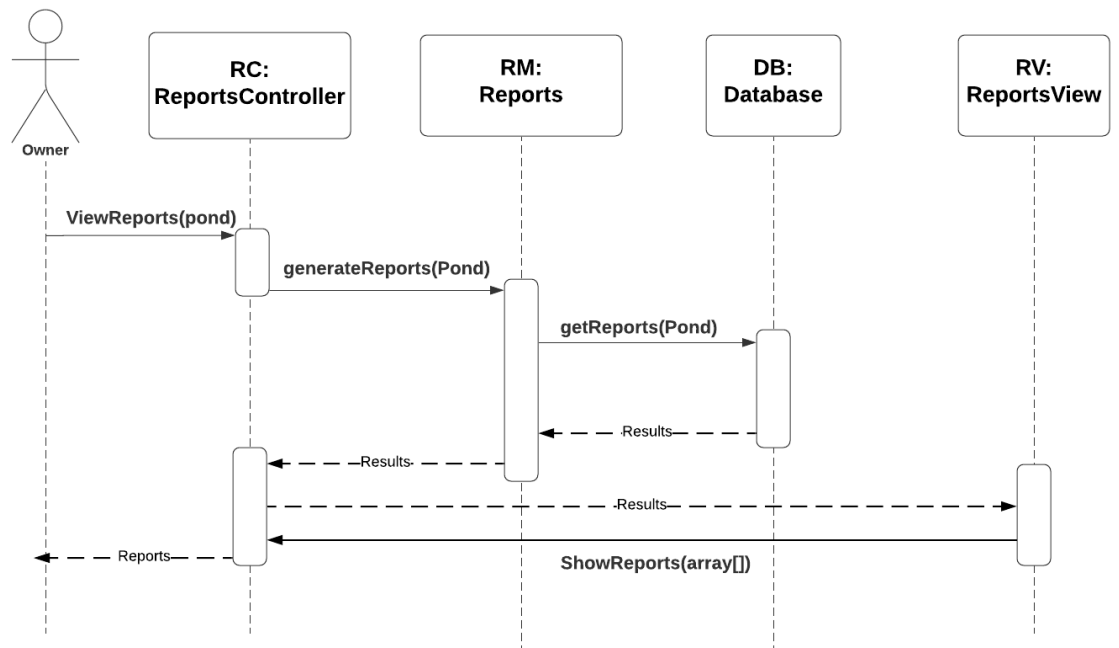 RC:
ReportsController
RM:
Reports
DB:
Database
RV:
ReportsView
Owner
ViewReports(pond)
generateReports(Pond)
getReports(Pond)
Results
Results
Results
Reports
ShowReports(array[])